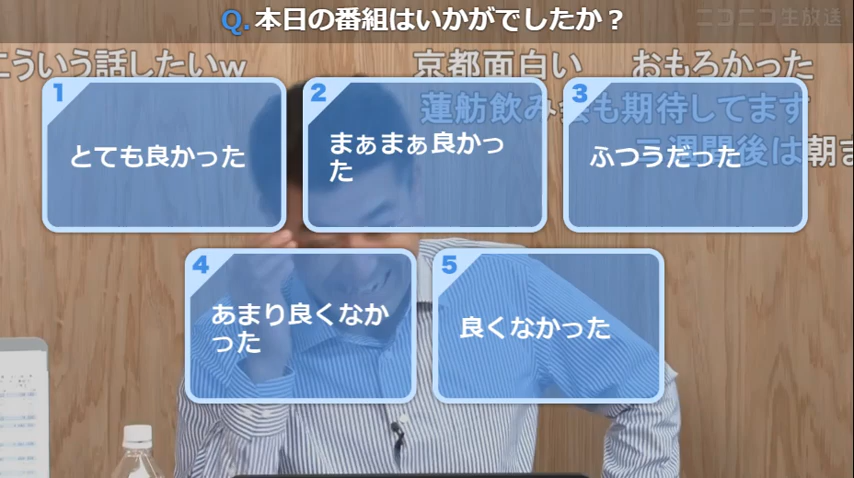 Q.本日の番組はいかがでしたか？
ニコニコ生放送
こういう話したいｗ
京都面白い
おもろかった
蓮舫飲み会も期待してます
後は朝ま
1
とても良かった
2
まぁまぁ良かっ
た
3
ふつうだった
4
あまり良くなか
った
5
良くなかった